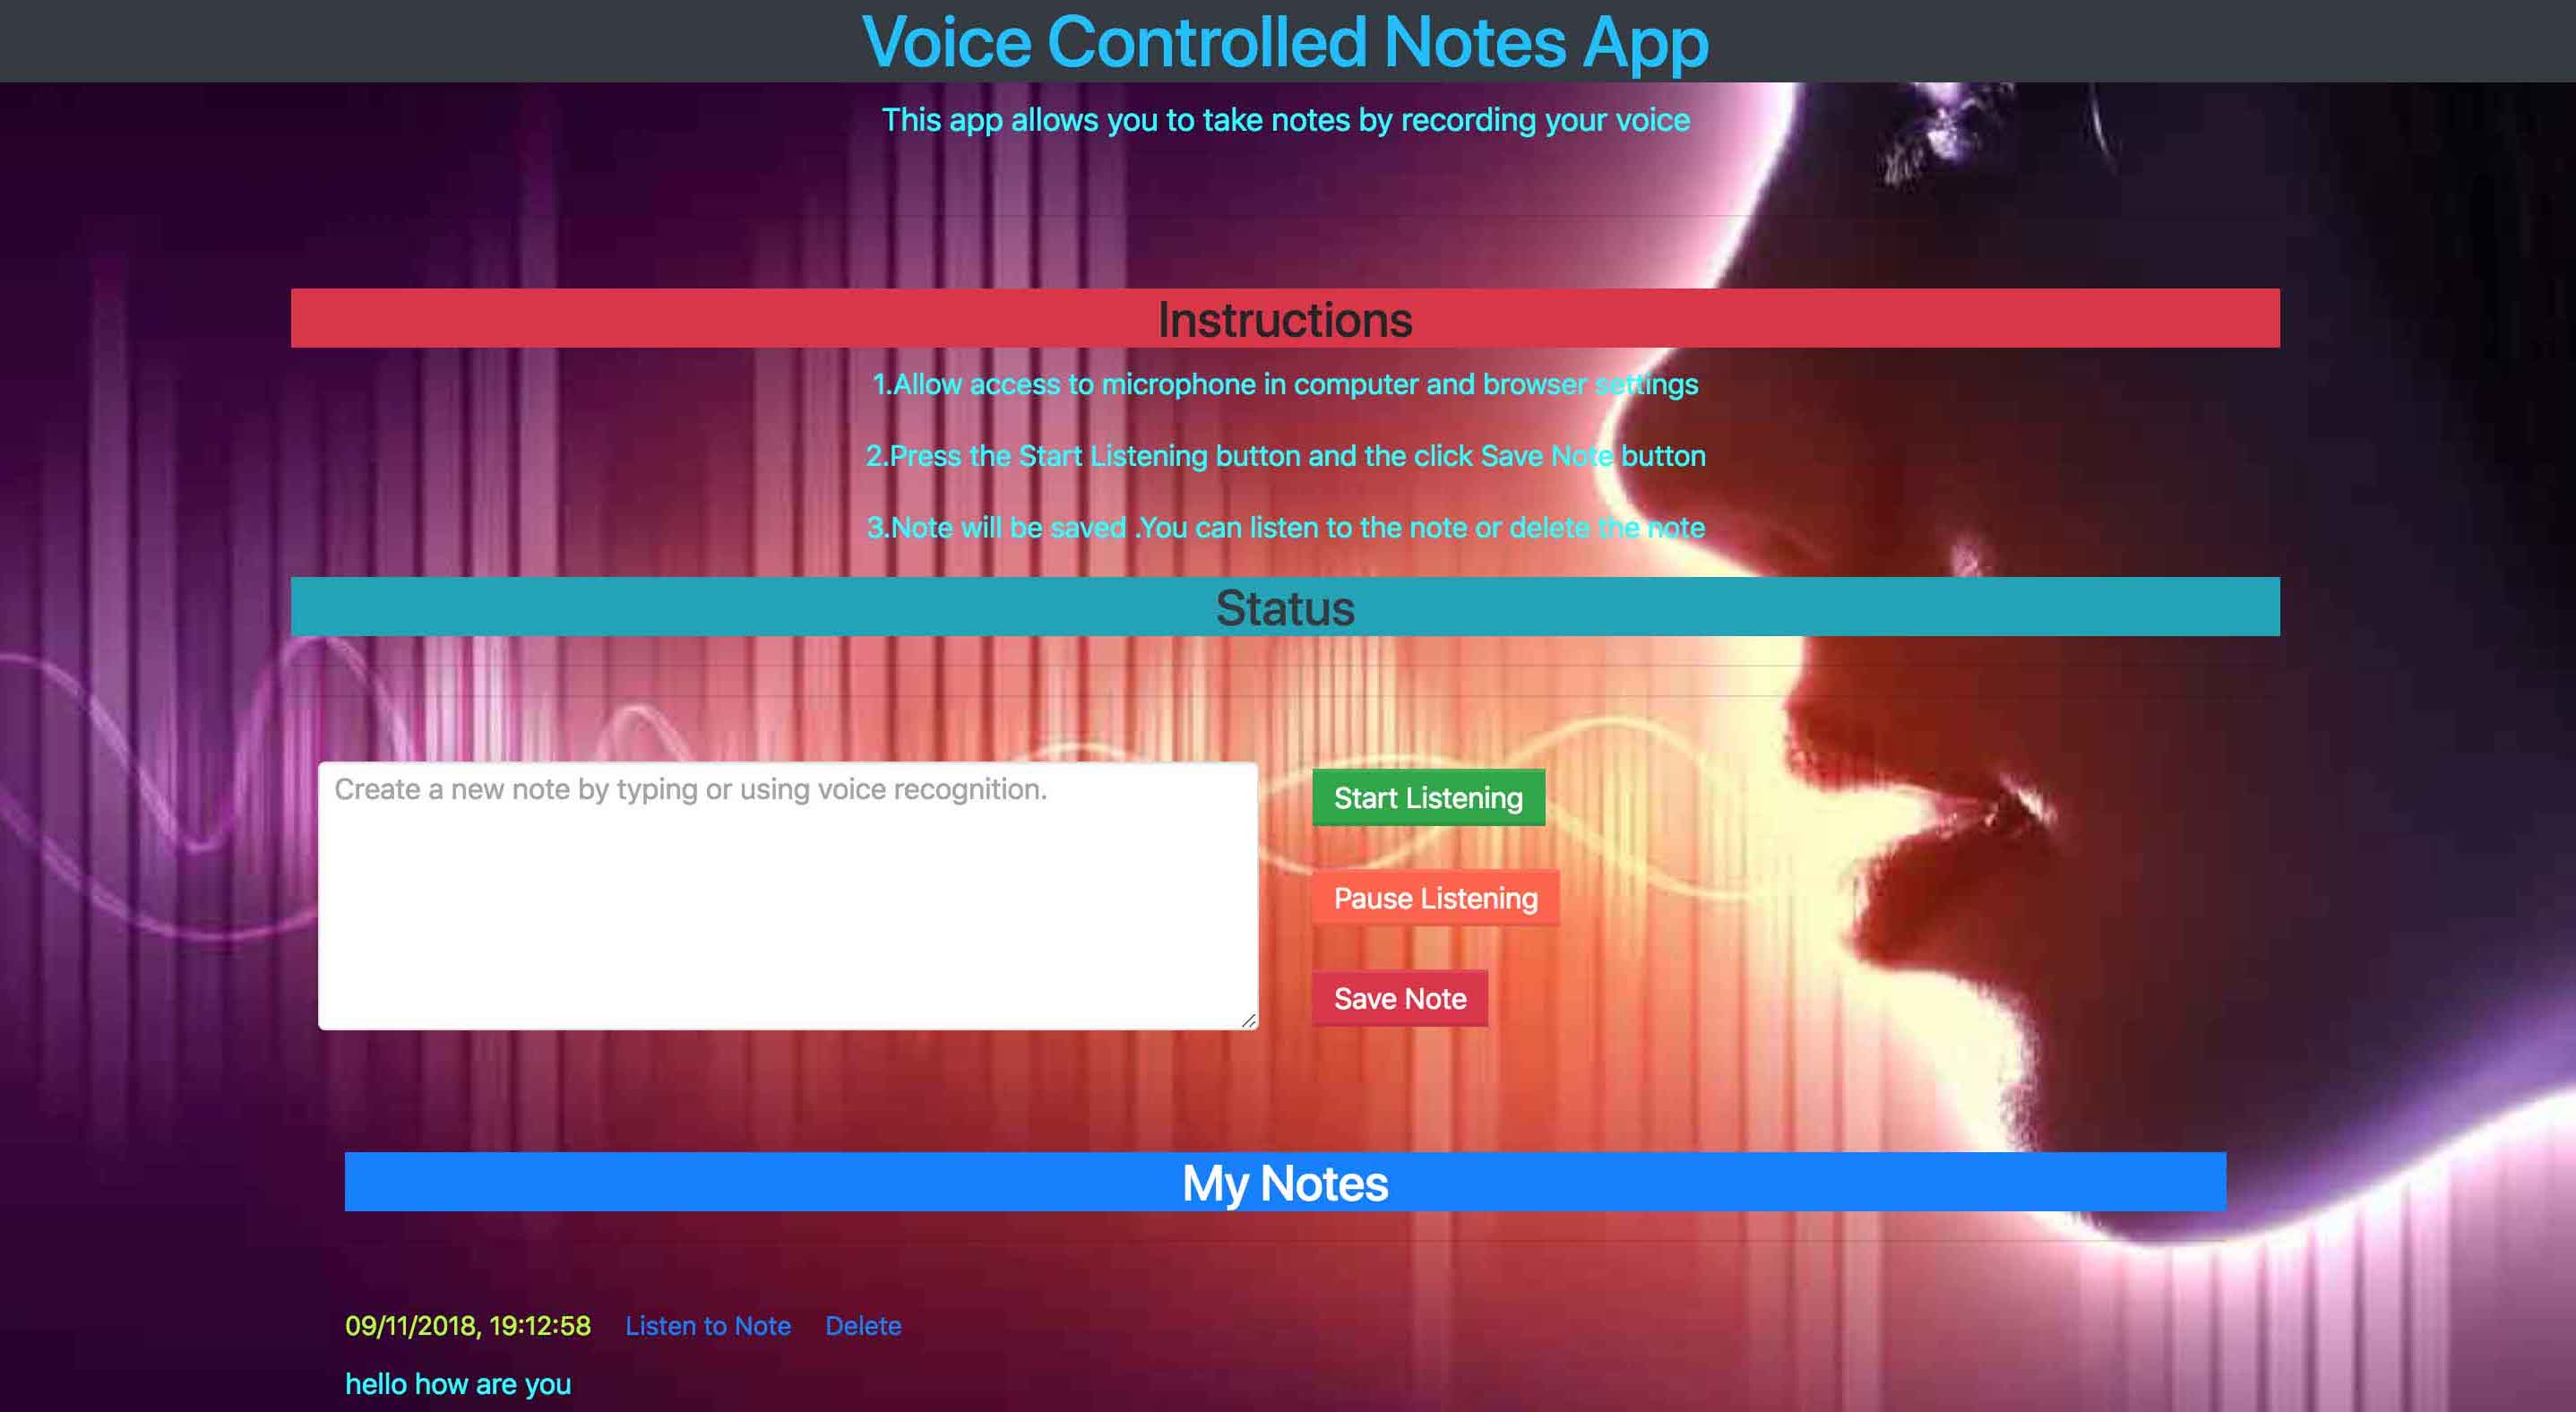 Voice Controlled Notes App
This app allows you to take notes by recording your voice
Instructions
1.Allow access to microphone in computer and browser settings
2.Press the Start Listening button and the click Save Note button
3.Note will be saved .You can listen to the note or delete the note
Status
Create a new note by typing or using voice recognition.
Start Listening
Pause Listening
Save Note
My Notes
09/11/2018, 19:12:58 Listen to Note Delete
hello how are you